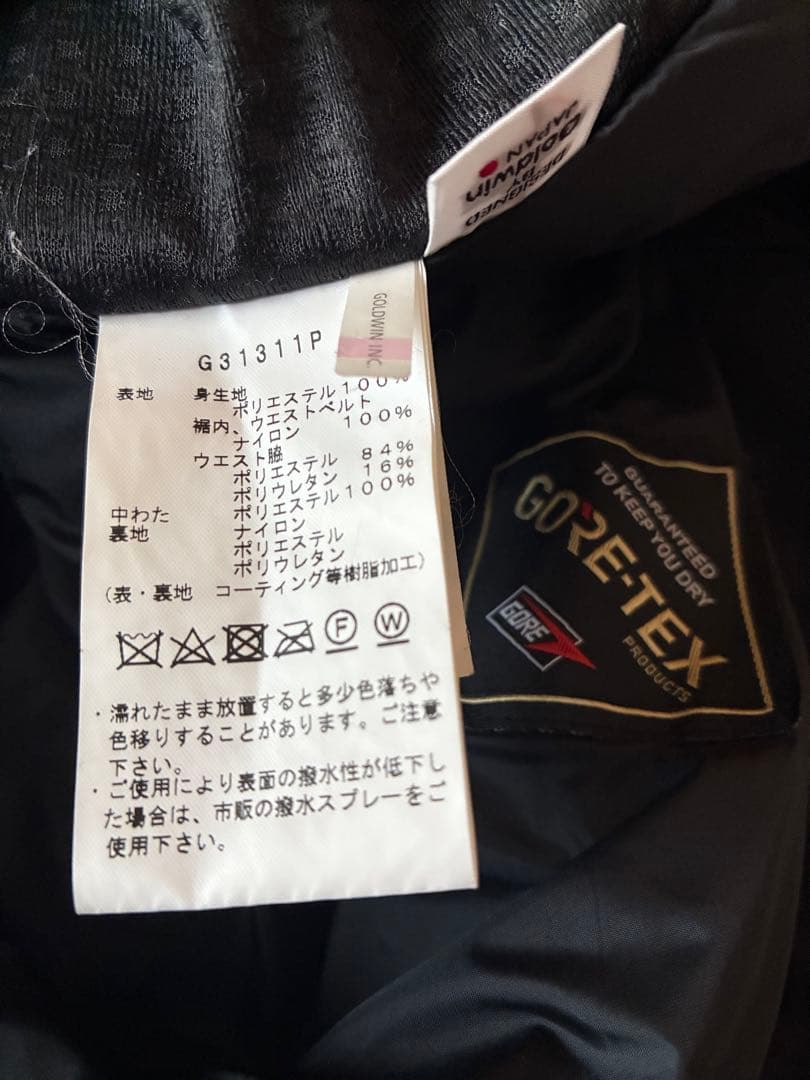 DESIGNED
BY
Goldwin
JAPAN
GOLDWIN INC.
G31311P
表地 身生地
ポリエステル100%
裾内、ウエストベルト
ナイロン 100%
ウエスト脇
ポリエステル 84%
ポリウレタン 16%
中わた ポリエステル100%
裏地 ナイロン
ポリエステル
ポリウレタン
(表・裏地 コーティング等樹脂加工)
F W
・濡れたまま放置すると多少色落ちや
色移りすることがあります。ご注意
下さい。
・ご使用により表面の撥水性が低下し
た場合は、市販の撥水スプレーをご
使用下さい。
GUARANTEED
TO KEEP YOU DRY
GORE-TEX
PRODUCTS
GORE